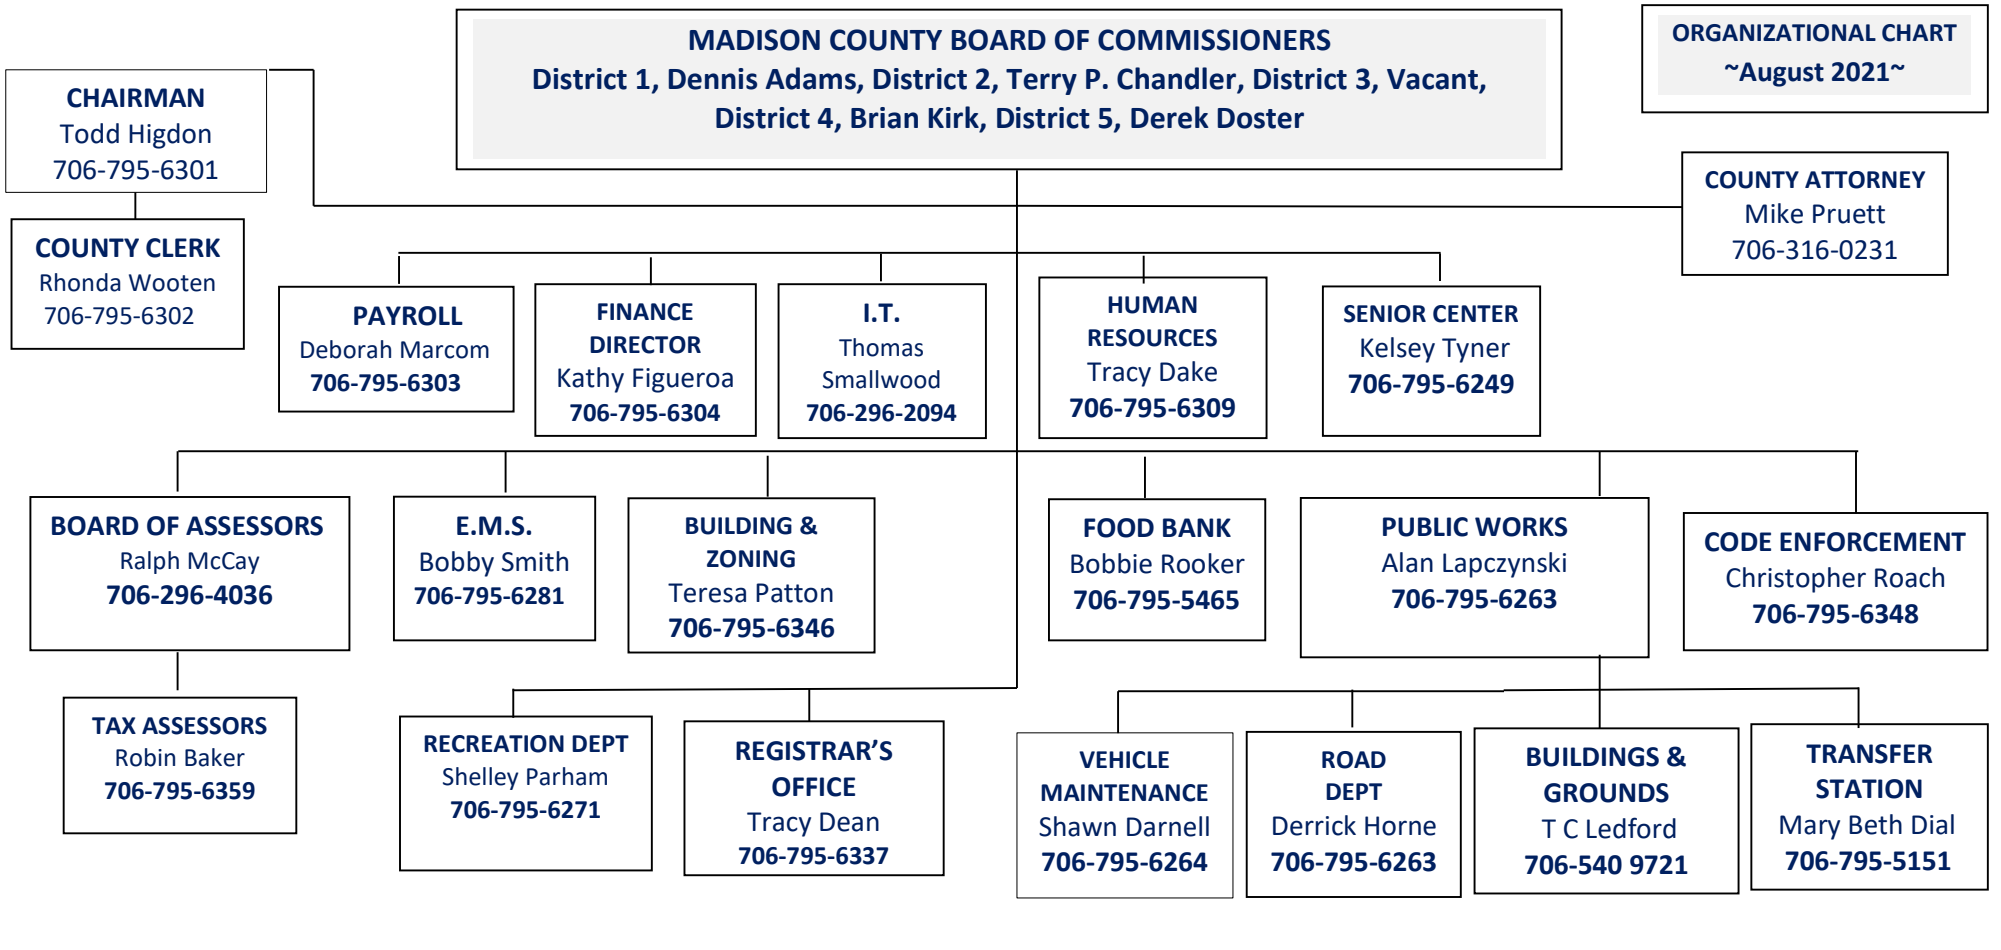 MADISON COUNTY BOARD OF COMMISSIONERS
District 1, Dennis Adams, District 2, Terry P. Chandler, District 3, Vacant,
District 4, Brian Kirk, District 5, Derek Doster
ORGANIZATIONAL CHART
~August 2021~
CHAIRMAN
Todd Higdon
706-795-6301
COUNTY ATTORNEY
Mike Pruett
706-316-0231
COUNTY CLERK
Rhonda Wooten
706-795-6302
PAYROLL
Deborah Marcom
706-795-6303
FINANCE
DIRECTOR
Kathy Figueroa
706-795-6304
I.T.
Thomas
Smallwood
706-296-2094
HUMAN
RESOURCES
Tracy Dake
706-795-6309
SENIOR CENTER
Kelsey Tyner
706-795-6249
BOARD OF ASSESSORS
Ralph McCay
706-296-4036
E.M.S.
Bobby Smith
706-795-6281
BUILDING &
ZONING
Teresa Patton
706-795-6346
FOOD BANK
Bobbie Rooker
706-795-5465
PUBLIC WORKS
Alan Lapczynski
706-795-6263
CODE ENFORCEMENT
Christopher Roach
706-795-6348
TAX ASSESSORS
Robin Baker
706-795-6359
RECREATION DEPT
Shelley Parham
706-795-6271
REGISTRAR’S
OFFICE
Tracy Dean
706-795-6337
VEHICLE
MAINTENANCE
Shawn Darnell
706-795-6264
ROAD
DEPT
Derrick Horne
706-795-6263
BUILDINGS &
GROUNDS
T C Ledford
706-540 9721
TRANSFER
STATION
Mary Beth Dial
706-795-5151